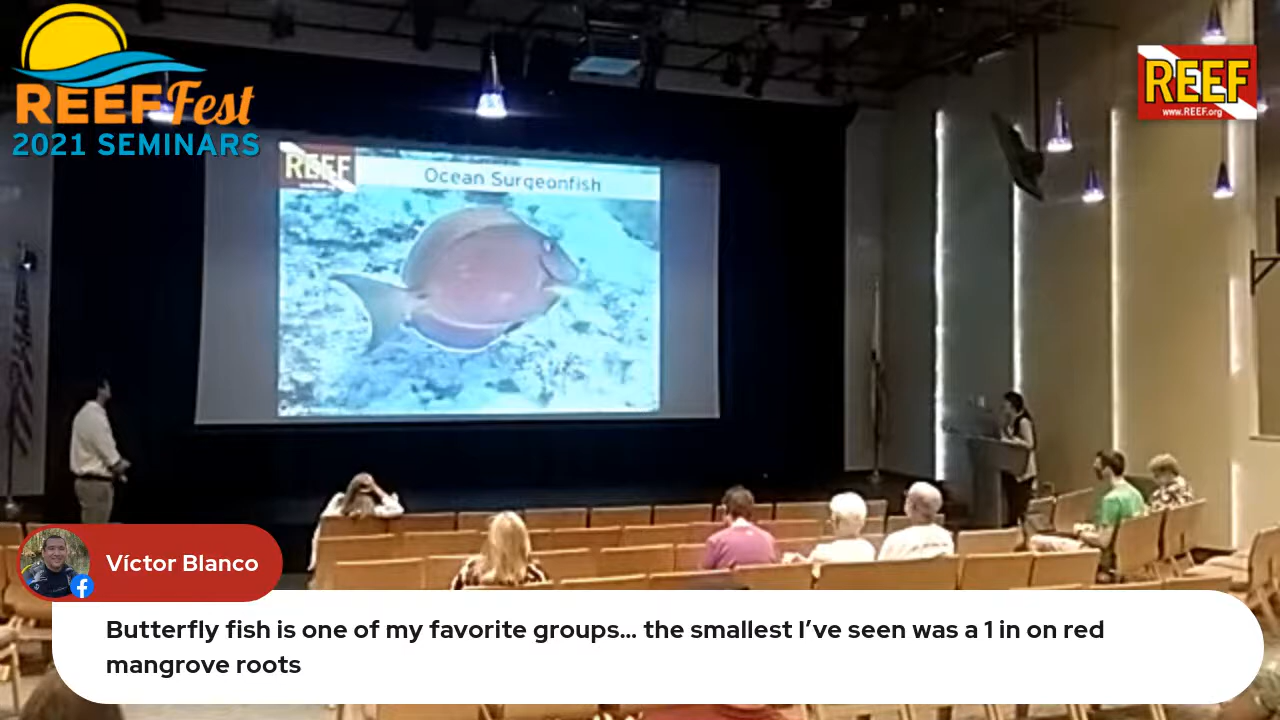 REEF Fest
2021 SEMINARS
REEF
www.REEF.org
REEF
Ocean Surgeonfish
Víctor Blanco
Butterfly fish is one of my favorite groups... the smallest I've seen was a 1 in on red
mangrove roots